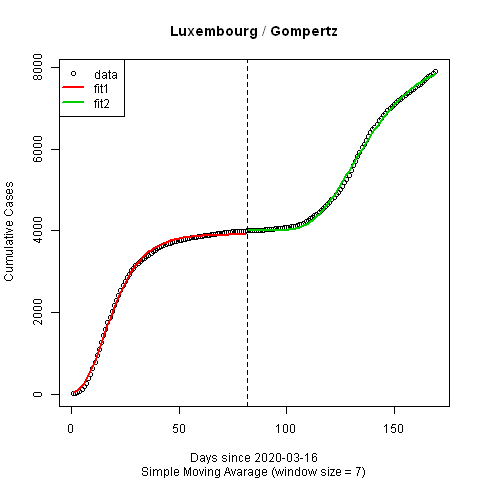 Luxembourg / Gompertz
data
fit1
fit2
Cumulative Cases
8000
6000
4000
2000
0
0
50
100
150
Days since 2020-03-16
Simple Moving Avarage (window size = 7)